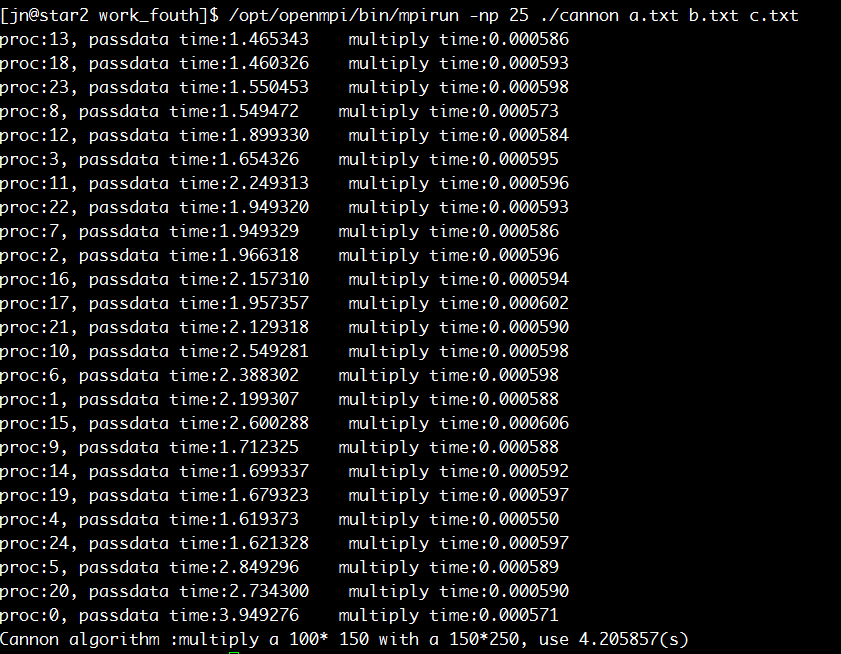 [jn@star2 work_fouth]$ /opt/openmpi/bin/mpirun -np 25 ./cannon a.txt b.txt c.txt
proc:13, passdata time:1.465343    multiply time:0.000586
proc:18, passdata time:1.460326    multiply time:0.000593
proc:23, passdata time:1.550453    multiply time:0.000598
proc:8, passdata time:1.549472    multiply time:0.000573
proc:12, passdata time:1.899330    multiply time:0.000584
proc:3, passdata time:1.654326    multiply time:0.000595
proc:11, passdata time:2.249313    multiply time:0.000596
proc:22, passdata time:1.949320    multiply time:0.000593
proc:7, passdata time:1.949329    multiply time:0.000586
proc:2, passdata time:1.966318    multiply time:0.000596
proc:16, passdata time:2.157310    multiply time:0.000594
proc:17, passdata time:1.957357    multiply time:0.000602
proc:21, passdata time:2.129318    multiply time:0.000590
proc:10, passdata time:2.549281    multiply time:0.000598
proc:6, passdata time:2.388302    multiply time:0.000598
proc:1, passdata time:2.199307    multiply time:0.000588
proc:15, passdata time:2.600288    multiply time:0.000606
proc:9, passdata time:1.712325    multiply time:0.000588
proc:14, passdata time:1.699337    multiply time:0.000592
proc:19, passdata time:1.679323    multiply time:0.000597
proc:4, passdata time:1.619373    multiply time:0.000550
proc:24, passdata time:1.621328    multiply time:0.000597
proc:5, passdata time:2.849296    multiply time:0.000589
proc:20, passdata time:2.734300    multiply time:0.000590
proc:0, passdata time:3.949276    multiply time:0.000571
Cannon algorithm :multiply a 100* 150 with a 150*250, use 4.205857(s)